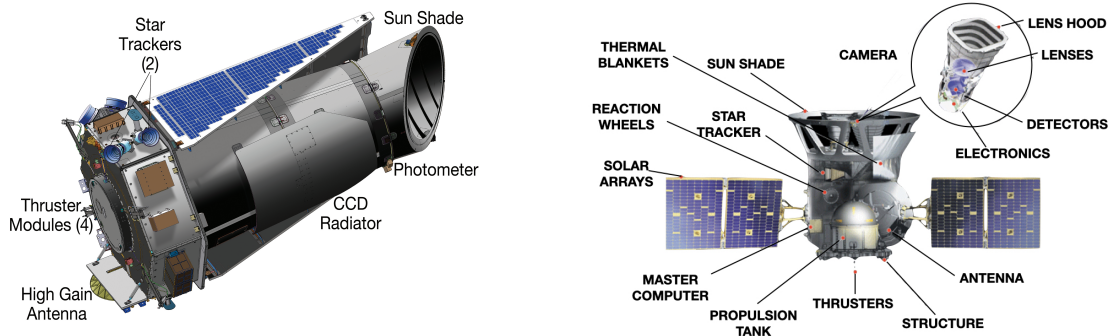 Star
Trackers
(2)
Sun Shade
Photometer
CCD
Radiator
Thruster
Modules (4)
High Gain
Antenna
THERMAL
BLANKETS
SUN SHADE
CAMERA
LENS HOOD
LENSES
DETECTORS
ELECTRONICS
REACTION
WHEELS
STAR
TRACKER
SOLAR
ARRAYS
MASTER
COMPUTER
PROPULSION
TANK
THRUSTERS
STRUCTURE
ANTENNA